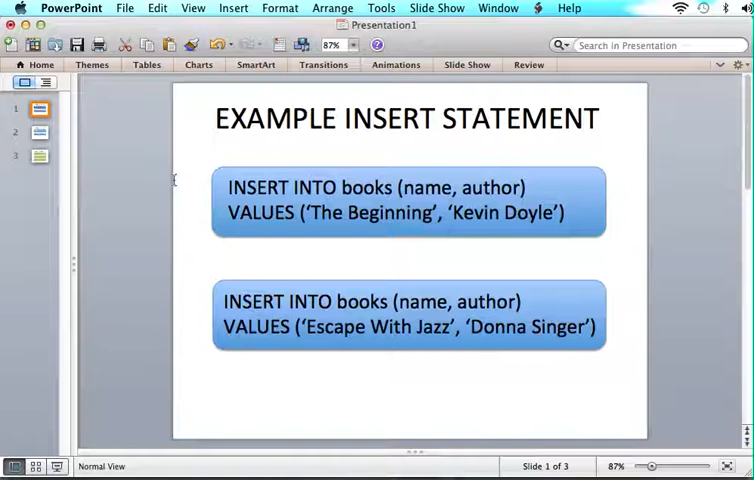 PowerPoint File Edit View Insert Format Arrange Tools Slide Show Window Help
Presentation1
87% Search in Presentation
Home Themes Tables Charts SmartArt Transitions Animations Slide Show Review
1
2
3
EXAMPLE INSERT STATEMENT
INSERT INTO books (name, author)
VALUES (‘The Beginning’, ‘Kevin Doyle’)
INSERT INTO books (name, author)
VALUES (‘Escape With Jazz’, ‘Donna Singer’)
Normal View Slide 1 of 3 87%